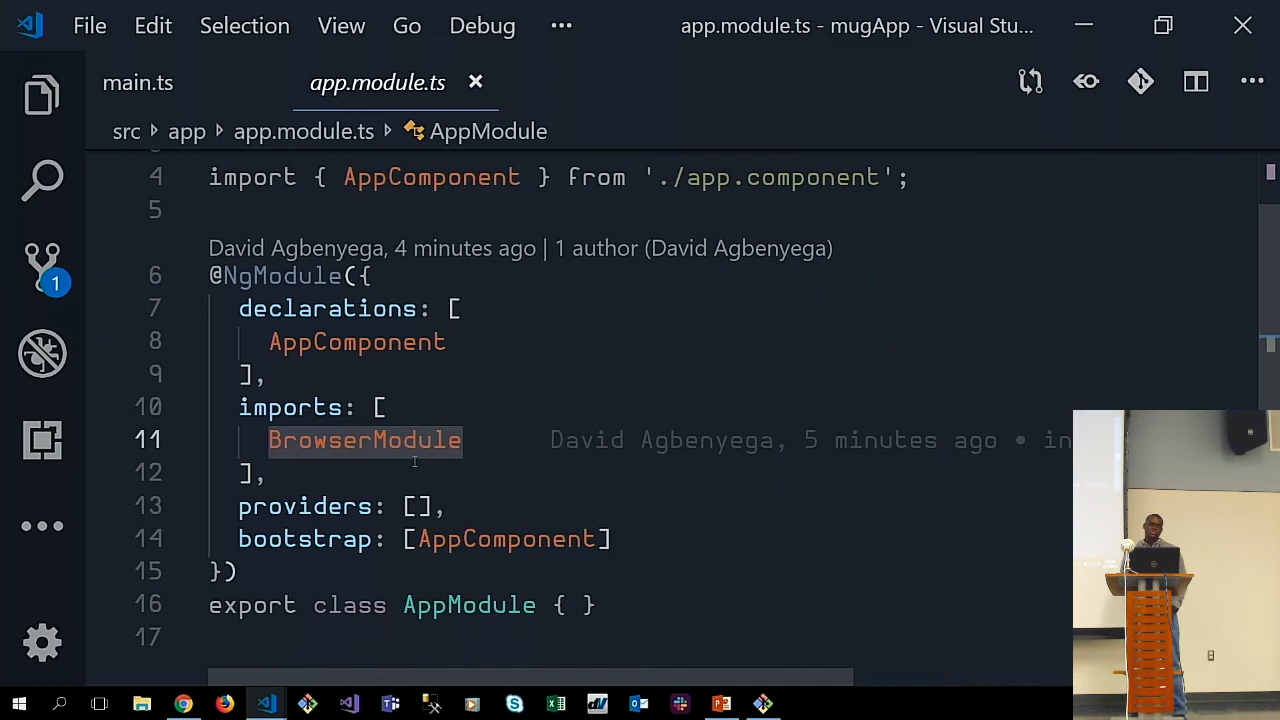 File Edit Selection View Go Debug ··· app.module.ts - mugApp - Visual Stu...
main.ts app.module.ts
src app app.module.ts AppModule
4 import { AppComponent } from './app.component';
5
David Agbenyega, 4 minutes ago | 1 author (David Agbenyega)
6 @NgModule({
7 declarations: [
8 AppComponent
9 ],
10 imports: [
11 BrowserModule David Agbenyega, 5 minutes ago • in
12 ],
13 providers: [],
14 bootstrap: [AppComponent]
15 })
16 export class AppModule { }
17
1